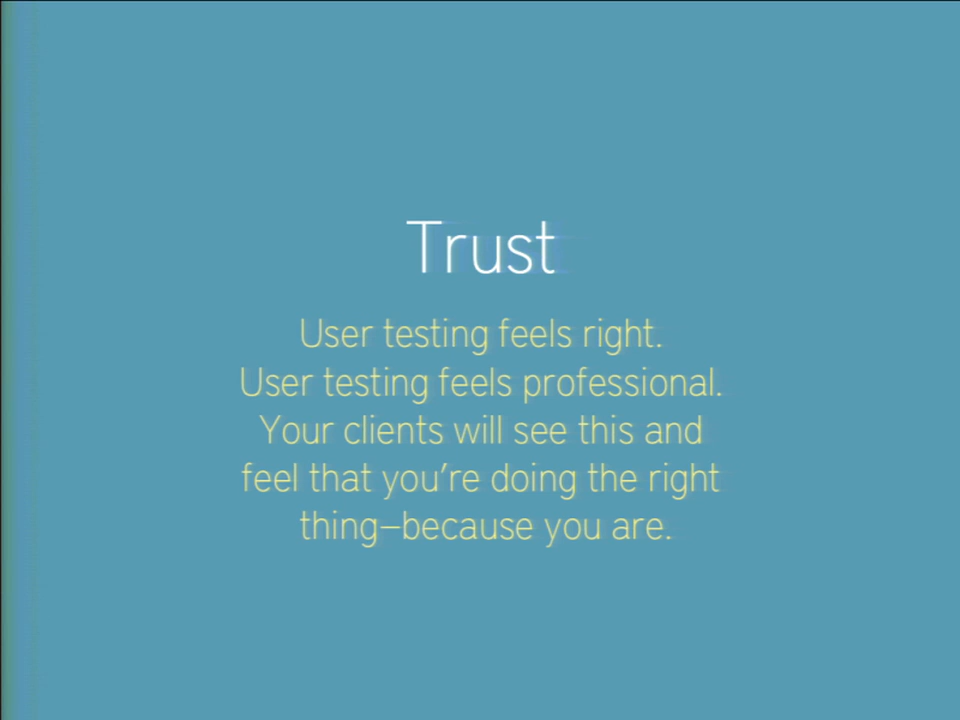 Trust
User testing feels right.
User testing feels professional.
Your clients will see this and
feel that you're doing the right
thing—because you are.